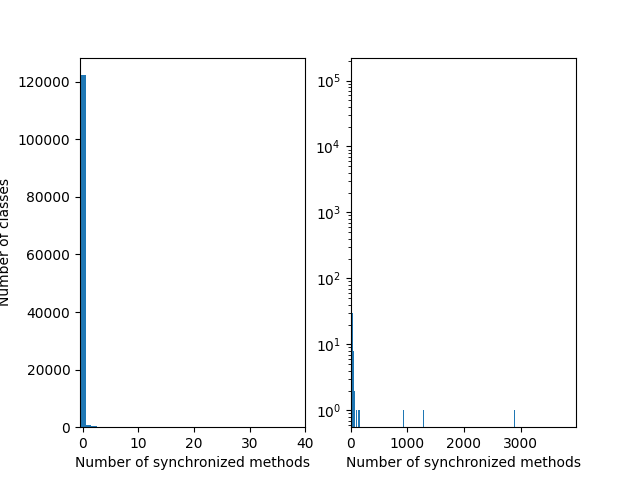 120000
100000
80000
60000
40000
20000
0
Number of classes
0 10 20 30 40
Number of synchronized methods
10⁵
10⁴
10³
10²
10¹
10⁰
0 1000 2000 3000
Number of synchronized methods